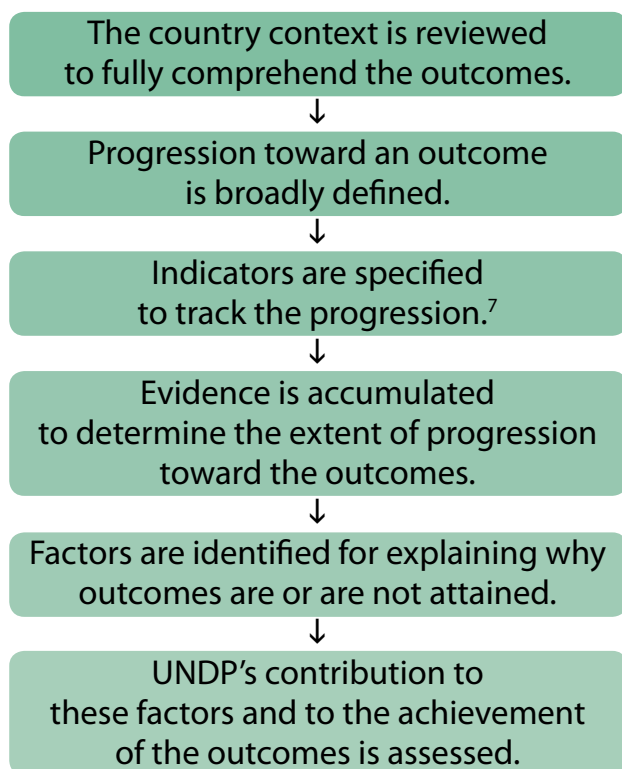 The country context is reviewed
to fully comprehend the outcomes.
↓
Progression toward an outcome
is broadly defined.
↓
Indicators are specified
to track the progression.⁷
↓
Evidence is accumulated
to determine the extent of progression
toward the outcomes.
↓
Factors are identified for explaining why
outcomes are or are not attained.
↓
UNDP’s contribution to
these factors and to the achievement
of the outcomes is assessed.